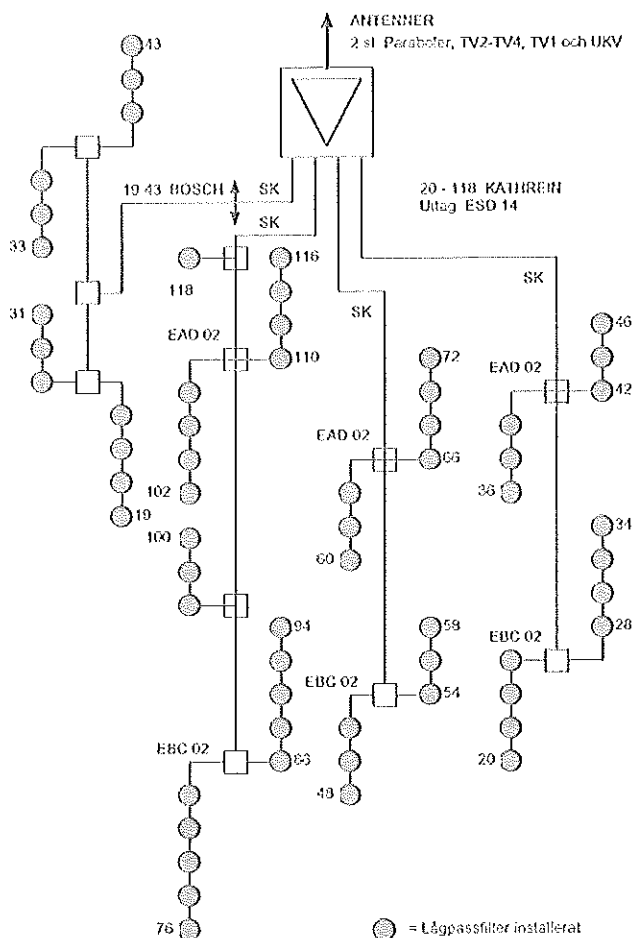 ANTENNER
2 st Paraboler, TV2-TV4, TV1 och UKV
43
19-43 BOSCH
SK
SK
20 - 118 KATHREIN
Uttag ESD 14
33
118
116
SK
SK
31
EAD 02
110
72
EAD 02
46
42
EAD 02
66
102
36
19
100
60
34
94
58
28
EBC 02
54
EBC 02
EBC 02
86
48
20
76
= Lågpassfilter installerat